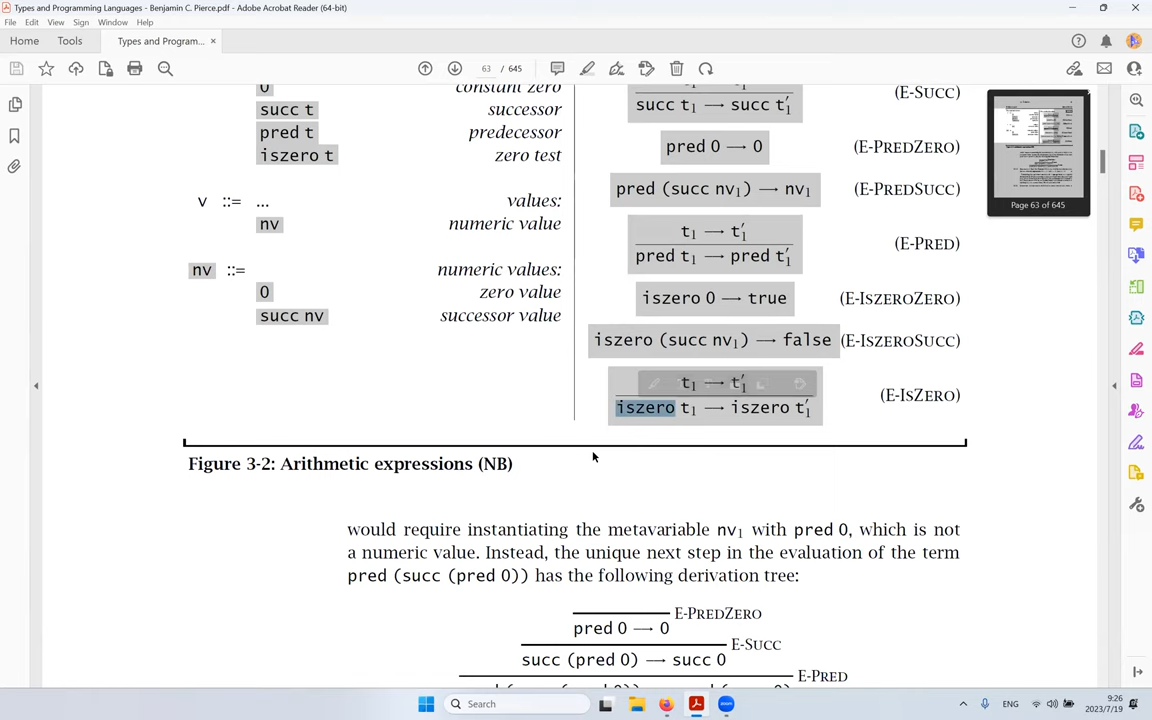 Types and Programming Languages - Benjamin C. Pierce.pdf - Adobe Acrobat Reader (64-bit)
File Edit View Sign Window Help
Home Tools Types and Program... ×
63 / 645
0 constant zero
succ t successor
pred t predecessor
iszero t zero test
v ::= ... values:
nv numeric value
nv ::= numeric values:
0 zero value
succ nv successor value
succ t₁ → succ t₁′ (E-Succ)
pred 0 → 0 (E-PredZero)
pred (succ nv₁) → nv₁ (E-PredSucc)
t₁ → t₁′
pred t₁ → pred t₁′ (E-Pred)
iszero 0 → true (E-IszeroZero)
iszero (succ nv₁) → false (E-IszeroSucc)
t₁ → t₁′
iszero t₁ → iszero t₁′ (E-IsZero)
Figure 3-2: Arithmetic expressions (NB)
would require instantiating the metavariable nv₁ with pred 0, which is not
a numeric value. Instead, the unique next step in the evaluation of the term
pred (succ (pred 0)) has the following derivation tree:
E-PredZero
pred 0 → 0
E-Succ
succ (pred 0) → succ 0
E-Pred
Page 63 of 645
Search
ENG
9:26
2023/7/19